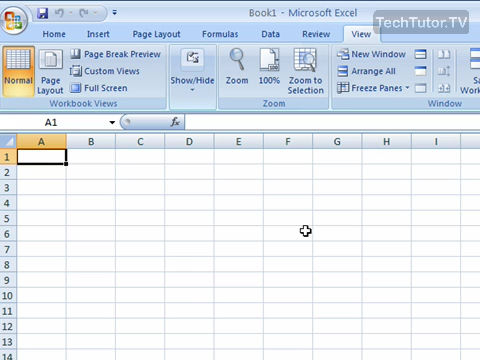 Book1 - Microsoft Excel
TechTutor.TV
Home Insert Page Layout Formulas Data Review View
Normal
Page Layout
Page Break Preview
Custom Views
Full Screen
Workbook Views
Show/Hide
Zoom
100%
Zoom to Selection
Zoom
New Window
Arrange All
Freeze Panes
Window
A1
fx
A B C D E F G H I
1
2
3
4
5
6
7
8
9
10
11
12
13
14